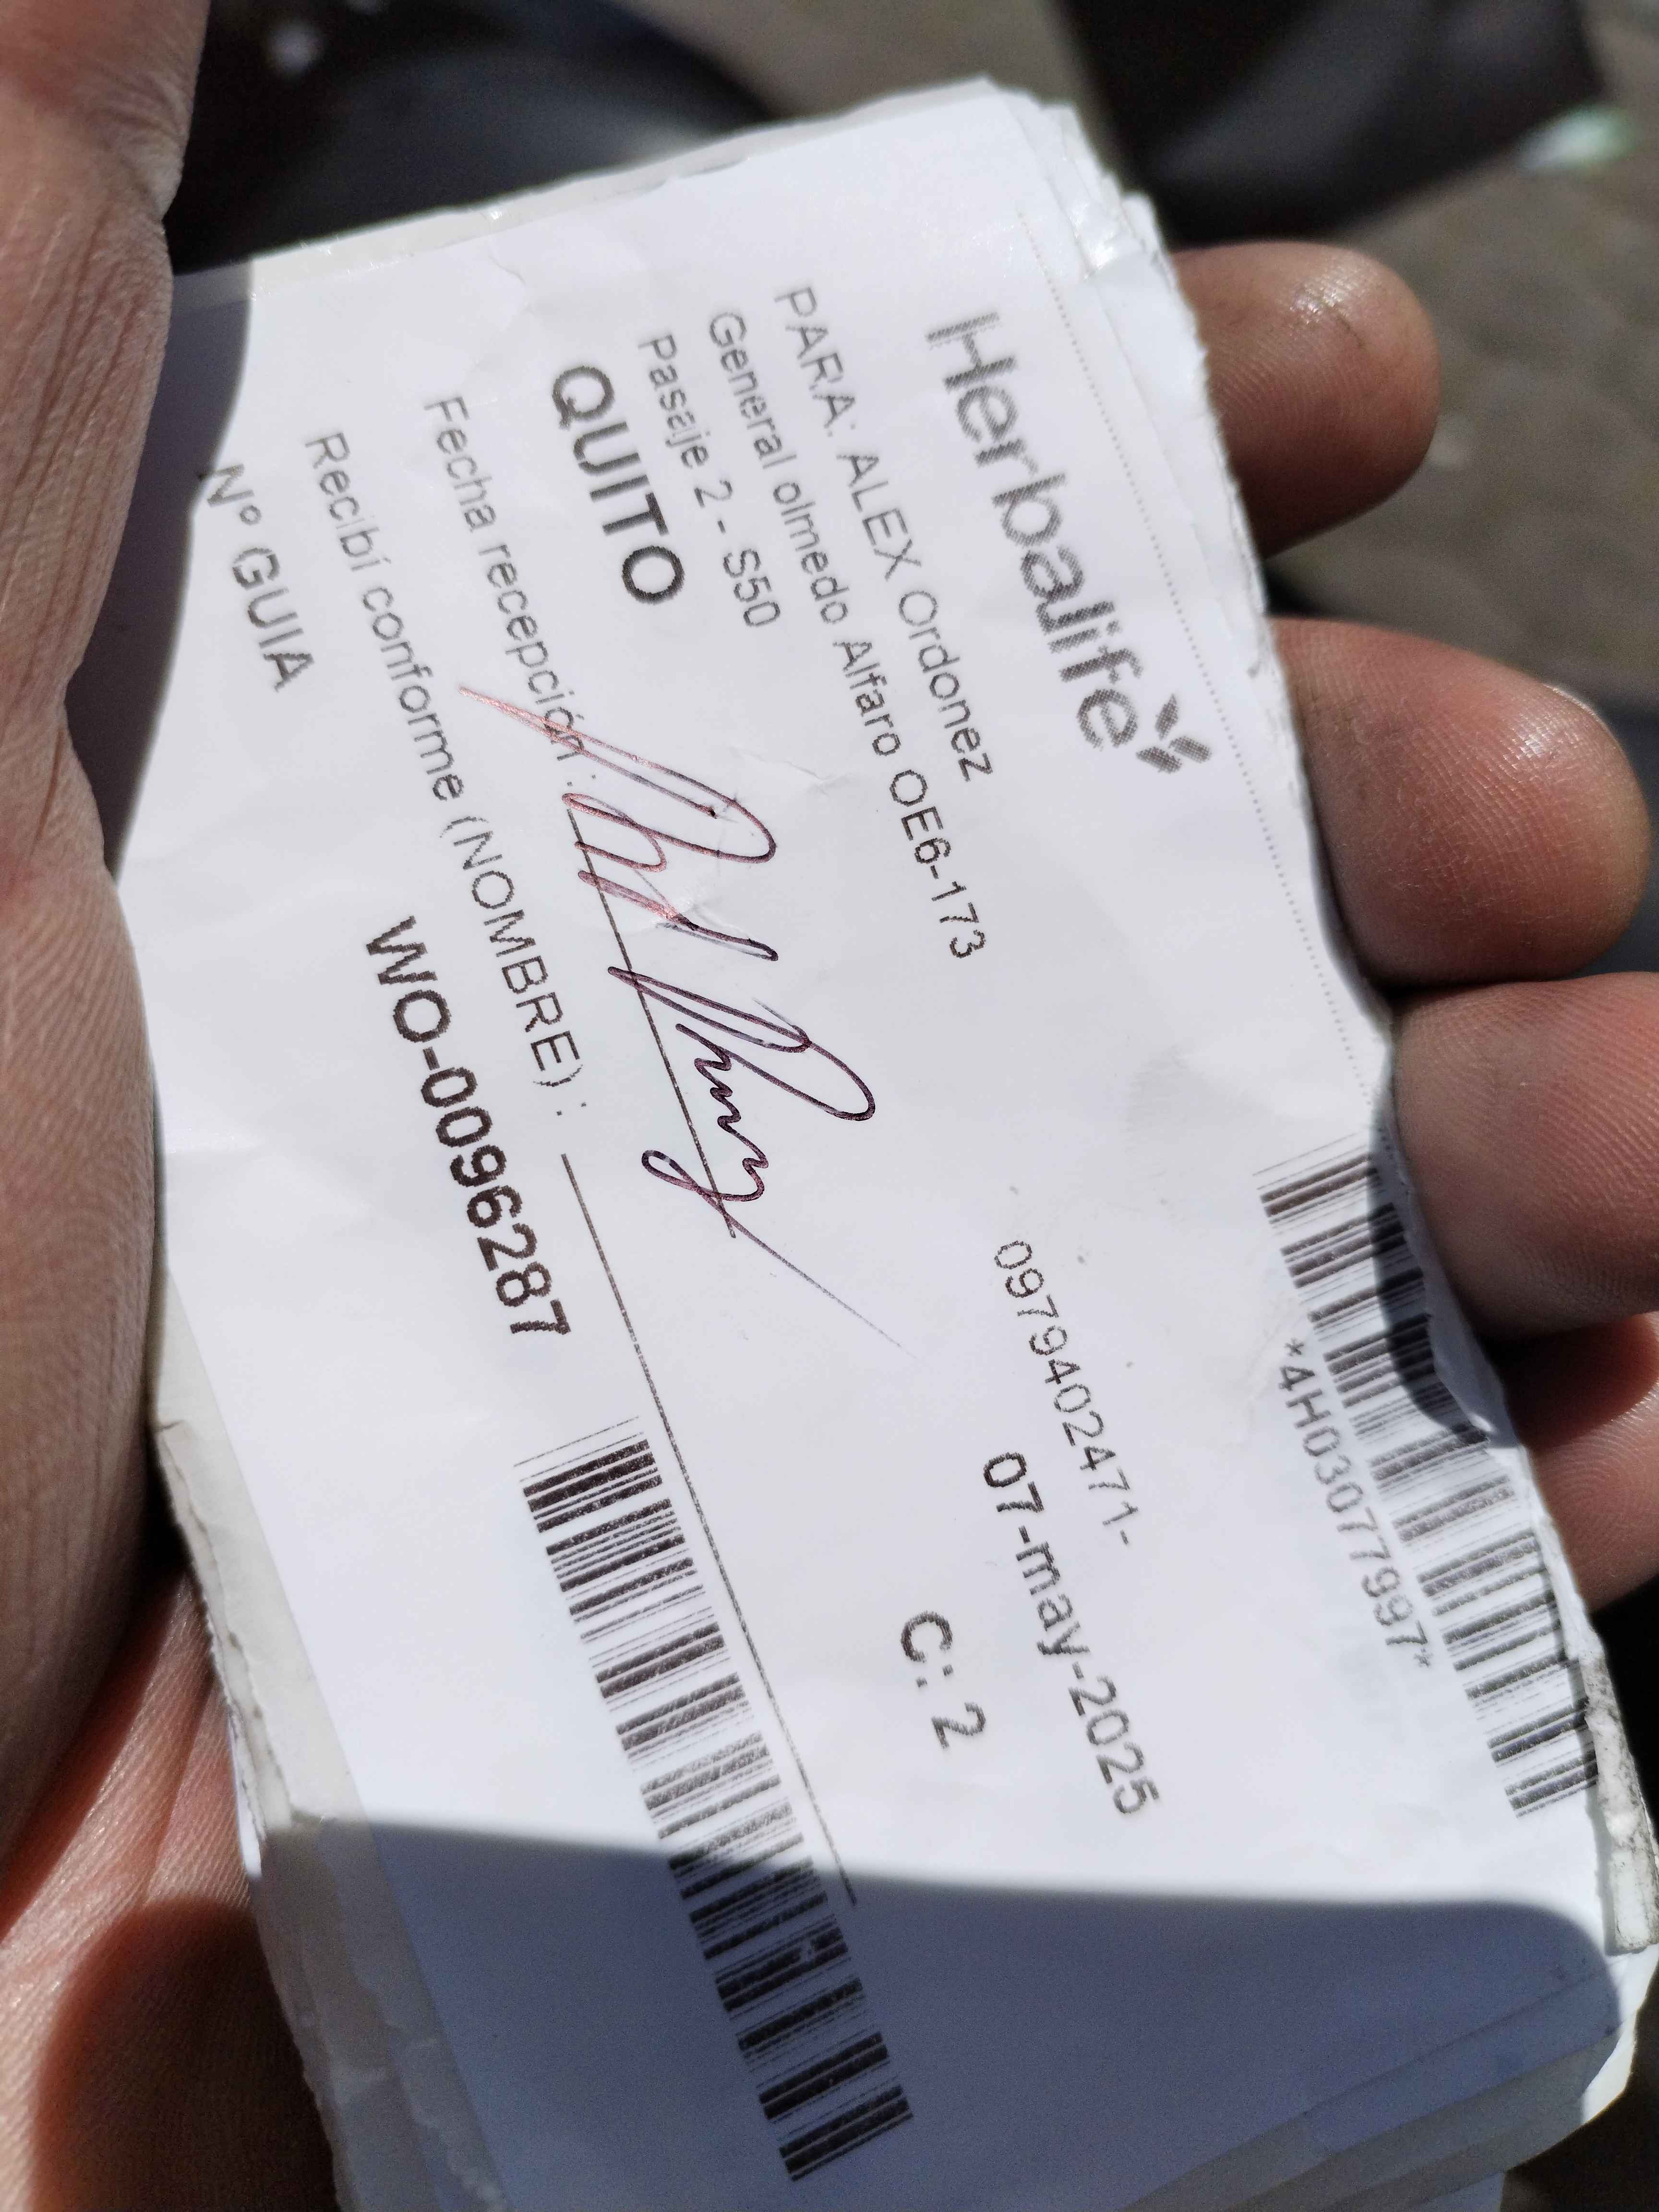 Herbalife
*4H03077997*
PARA: ALEX Ordonez
0979402471-
General olmedo Alfaro OE6-173
07-may-2025
Pasaje 2 - S50
QUITO
C: 2
Fecha recepción :
Recibí conforme (NOMBRE) :
Nº GUIA
WO-0096287